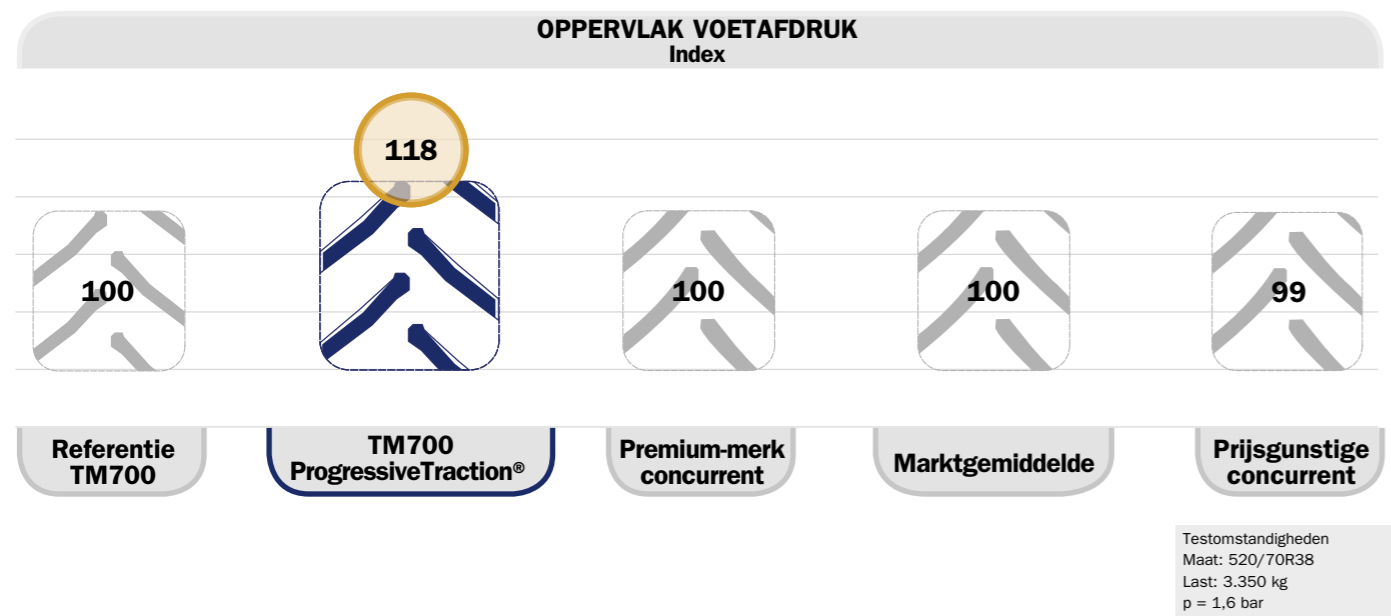 OPPERVLAK VOETAFDRUK
Index
118
100
100
100
99
Referentie
TM700
TM700
ProgressiveTraction®
Premium-merk
concurrent
Marktgemiddelde
Prijsgunstige
concurrent
Testomstandigheden
Maat: 520/70R38
Last: 3.350 kg
p = 1,6 bar